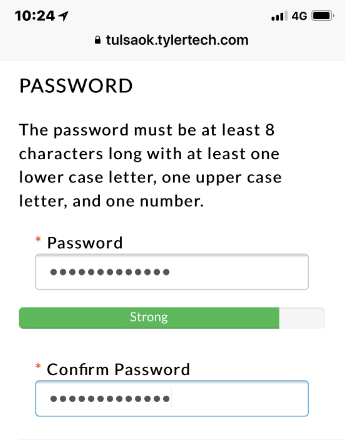 10:24
4G
tulsaok.tylertech.com
PASSWORD
The password must be at least 8
characters long with at least one
lower case letter, one upper case
letter, and one number.
* Password
•••••••••••••
Strong
* Confirm Password
•••••••••••••